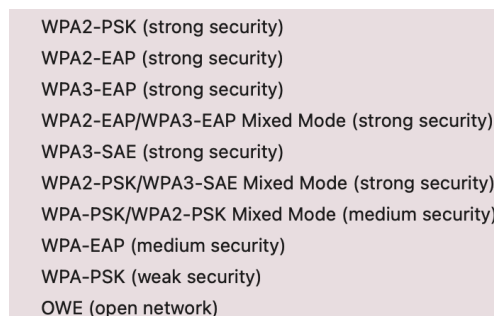 WPA2-PSK (strong security)
WPA2-EAP (strong security)
WPA3-EAP (strong security)
WPA2-EAP/WPA3-EAP Mixed Mode (strong security)
WPA3-SAE (strong security)
WPA2-PSK/WPA3-SAE Mixed Mode (strong security)
WPA-PSK/WPA2-PSK Mixed Mode (medium security)
WPA-EAP (medium security)
WPA-PSK (weak security)
OWE (open network)